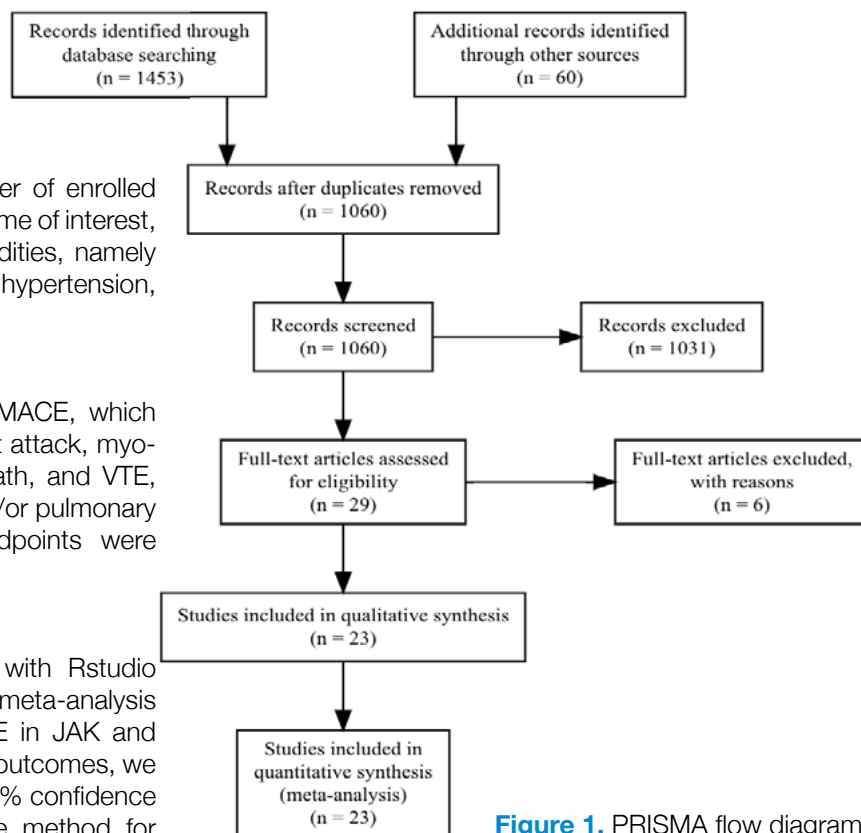 Records identified through
database searching
(n = 1453)
Additional records identified
through other sources
(n = 60)
Records after duplicates removed
(n = 1060)
Records screened
(n = 1060)
Records excluded
(n = 1031)
Full-text articles assessed
for eligibility
(n = 29)
Full-text articles excluded,
with reasons
(n = 6)
Studies included in qualitative synthesis
(n = 23)
Studies included in
quantitative synthesis
(meta-analysis)
(n = 23)
Figure 1. PRISMA flow diagram
er of enrolled
me of interest,
dities, namely
hypertension,
MACE, which
t attack, myo-
ath, and VTE,
/or pulmonary
dpoints were
with Rstudio
meta-analysis
E in JAK and
outcomes, we
% confidence
e method for